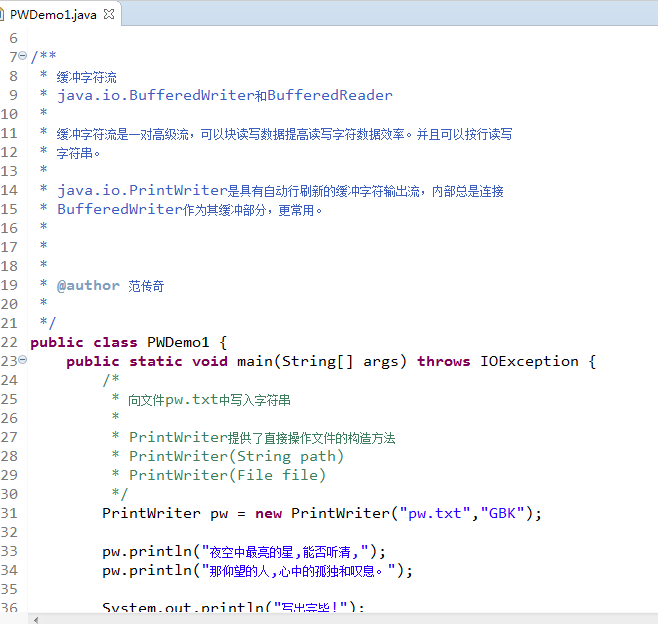 PWDemo1.java
6
7 /**
8 * 缓冲字符流
9 * java.io.BufferedWriter和BufferedReader
10 *
11 * 缓冲字符流是一对高级流，可以块读写数据提高读写字符数据效率。并且可以按行读写
12 * 字符串。
13 *
14 * java.io.PrintWriter是具有自动行刷新的缓冲字符输出流，内部总是连接
15 * BufferedWriter作为其缓冲部分，更常用。
16 *
17 *
18 *
19 * @author 范传奇
20 *
21 */
22 public class PWDemo1 {
23 public static void main(String[] args) throws IOException {
24 /*
25 * 向文件pw.txt中写入字符串
26 *
27 * PrintWriter提供了直接操作文件的构造方法
28 * PrintWriter(String path)
29 * PrintWriter(File file)
30 */
31 PrintWriter pw = new PrintWriter("pw.txt","GBK");
32
33 pw.println("夜空中最亮的星,能否听清,");
34 pw.println("那仰望的人,心中的孤独和叹息。");
35
36 System.out.println("写出完毕!");